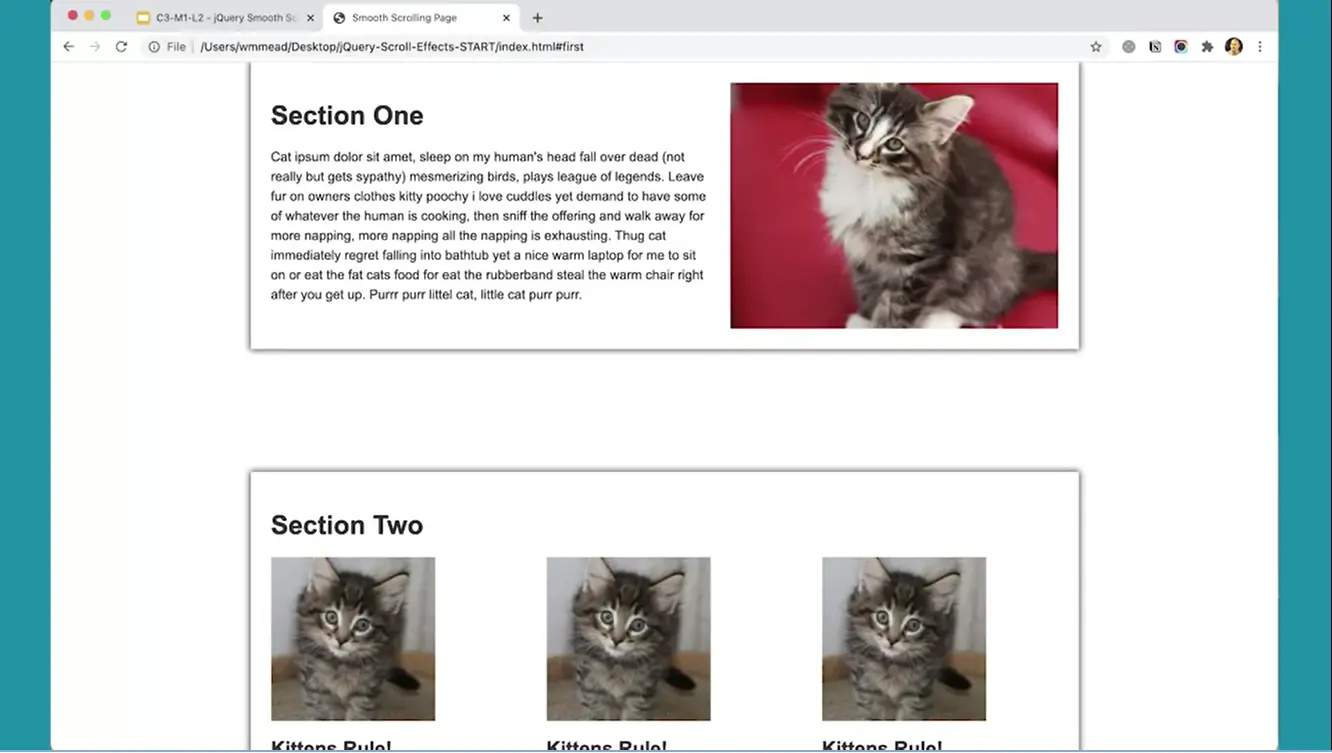 C3-M1-L2 - jQuery Smooth Sc
Smooth Scrolling Page
File
/Users/wmmead/Desktop/jQuery-Scroll-Effects-START/index.html#first
Section One
Cat ipsum dolor sit amet, sleep on my human's head fall over dead (not
really but gets sypathy) mesmerizing birds, plays league of legends. Leave
fur on owners clothes kitty poochy i love cuddles yet demand to have some
of whatever the human is cooking, then sniff the offering and walk away for
more napping, more napping all the napping is exhausting. Thug cat
immediately regret falling into bathtub yet a nice warm laptop for me to sit
on or eat the fat cats food for eat the rubberband steal the warm chair right
after you get up. Purrr purr littel cat, little cat purr purr.
Section Two
Kittens Rule!
Kittens Rule!
Kittens Rule!